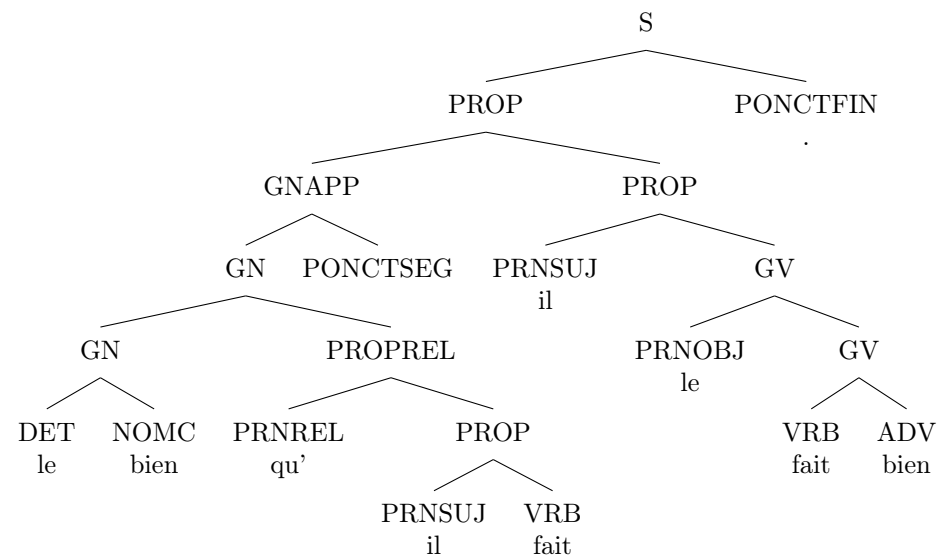 S
PROP PONCTFIN
.
GNAPP PROP
GN PONCTSEG PRNSUJ GV
il
GN PROPREL PRNOBJ GV
le
DET NOMC PRNREL PROP VRB ADV
le bien qu' fait bien
PRNSUJ VRB
il fait